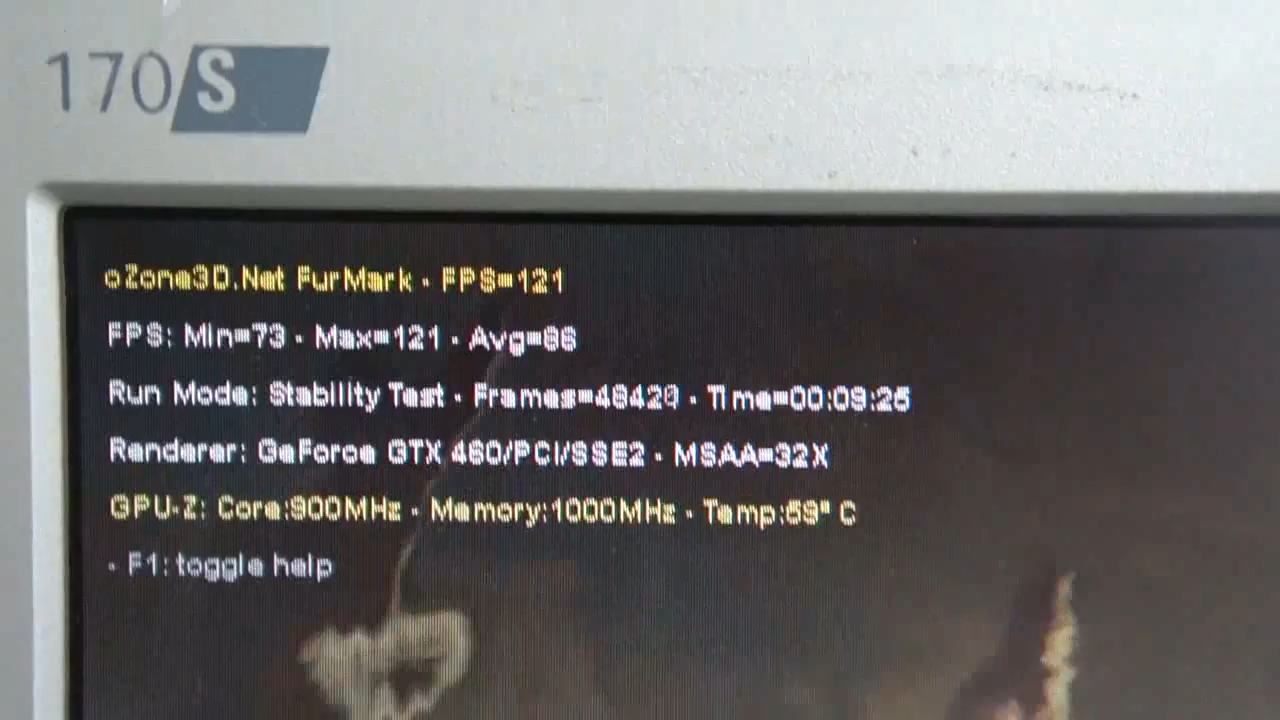 170S
oZone3D.Net FurMark - FPS=121
FPS: Min=73 - Max=121 - Avg=86
Run Mode: Stability Test - Frames=48428 - Time=00:09:25
Renderer: GeForce GTX 460/PCI/SSE2 - MSAA=32X
GPU-Z: Core:900MHz - Memory:1000MHz - Temp:69° C
- F1: toggle help